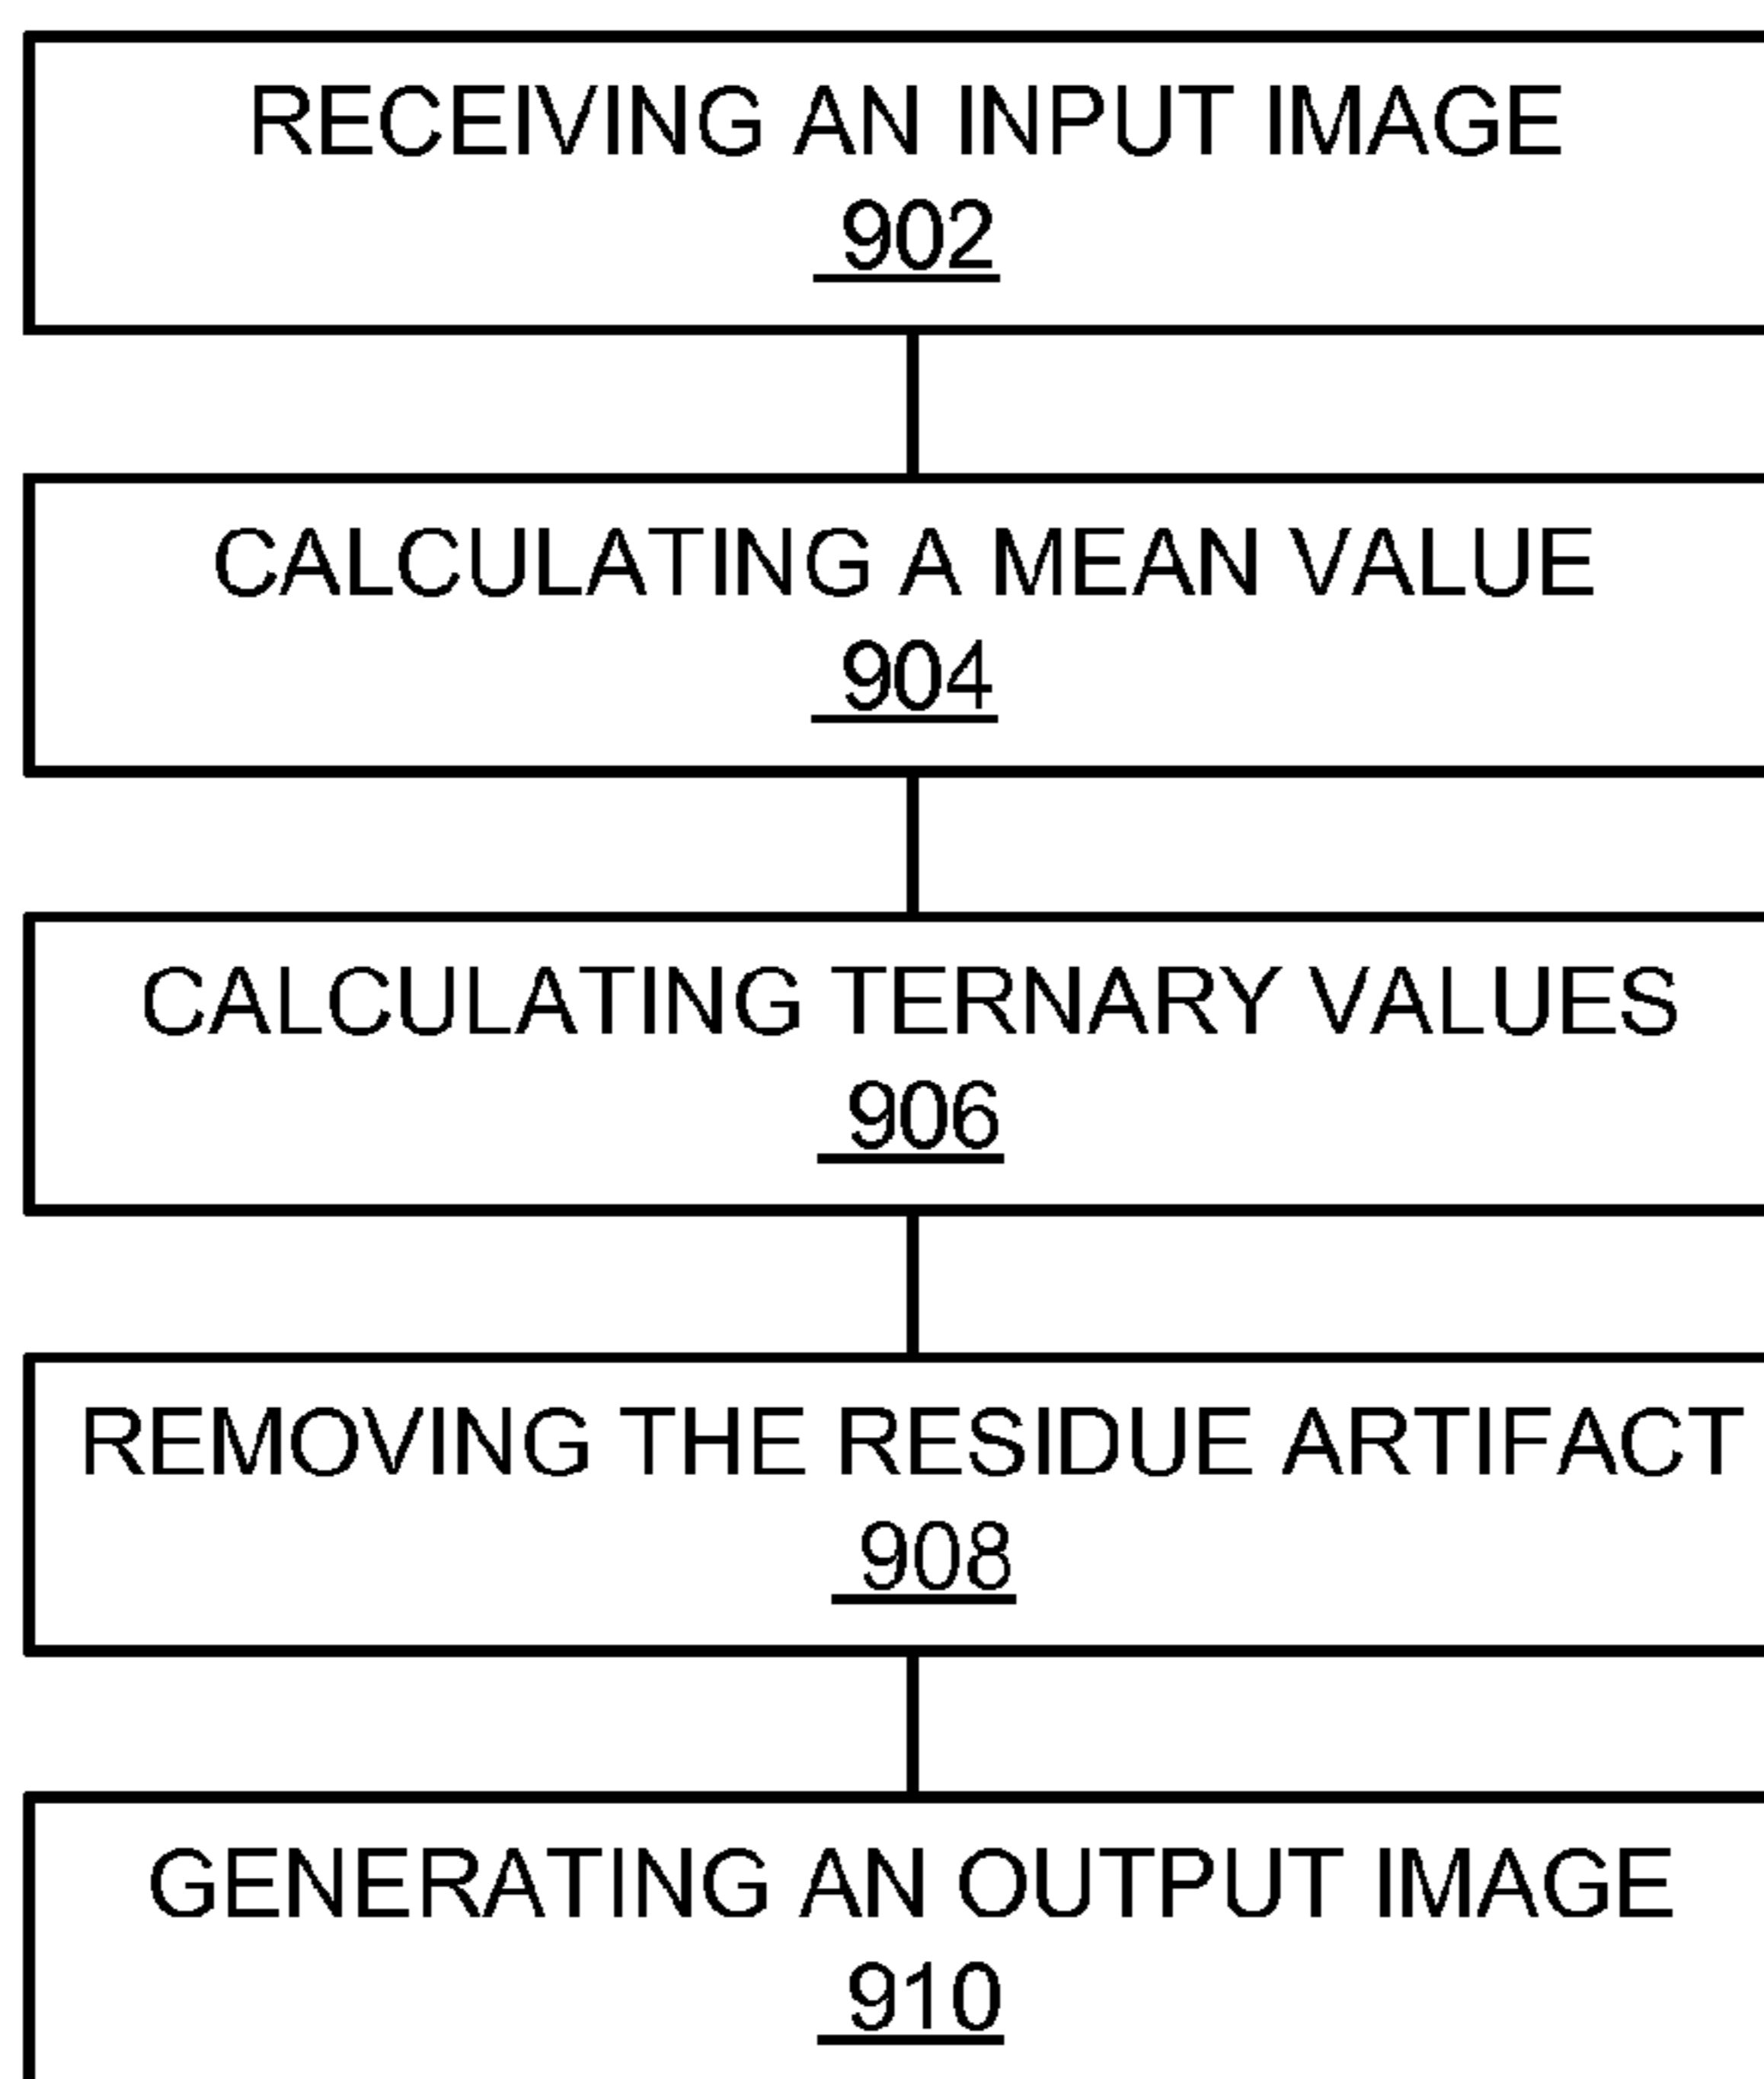 RECEIVING AN INPUT IMAGE
902
CALCULATING A MEAN VALUE
904
CALCULATING TERNARY VALUES
906
REMOVING THE RESIDUE ARTIFACT
908
GENERATING AN OUTPUT IMAGE
910